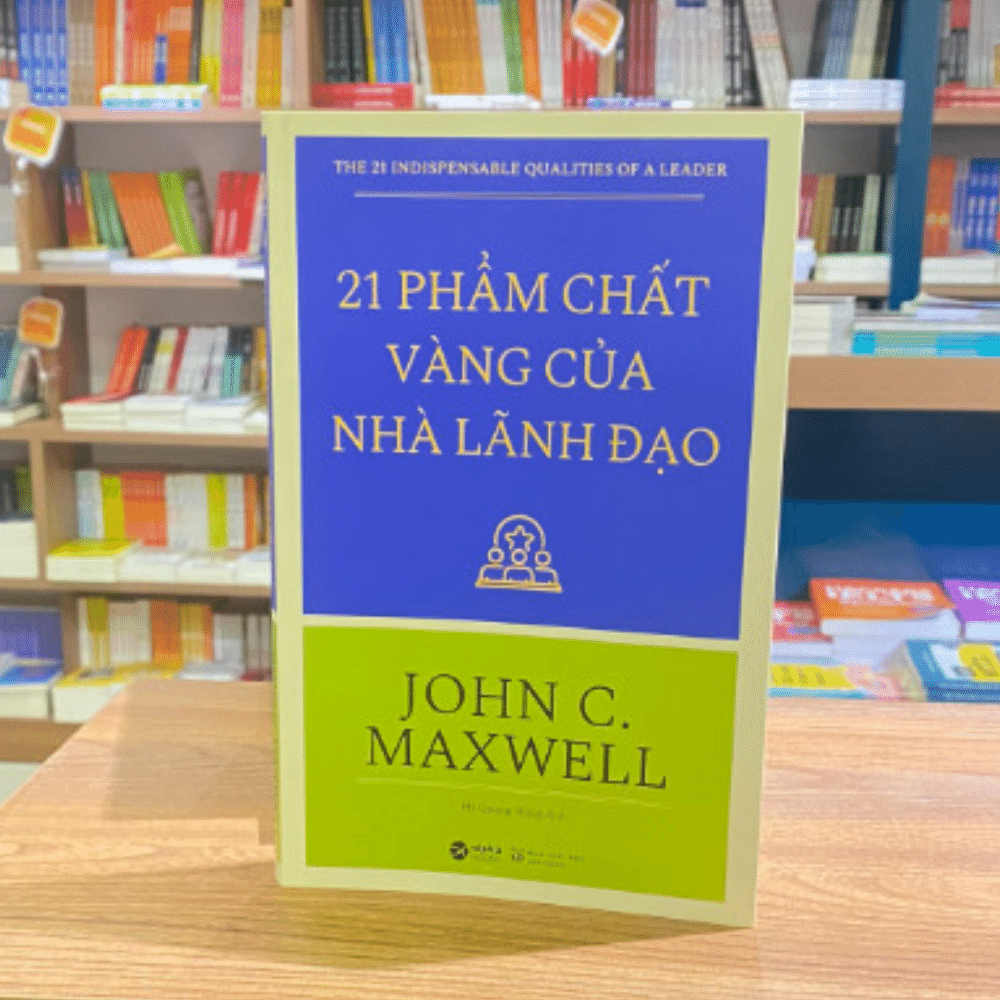 THE 21 INDISPENSABLE QUALITIES OF A LEADER
21 PHẨM CHẤT
VÀNG CỦA
NHÀ LÃNH ĐẠO
JOHN C.
MAXWELL